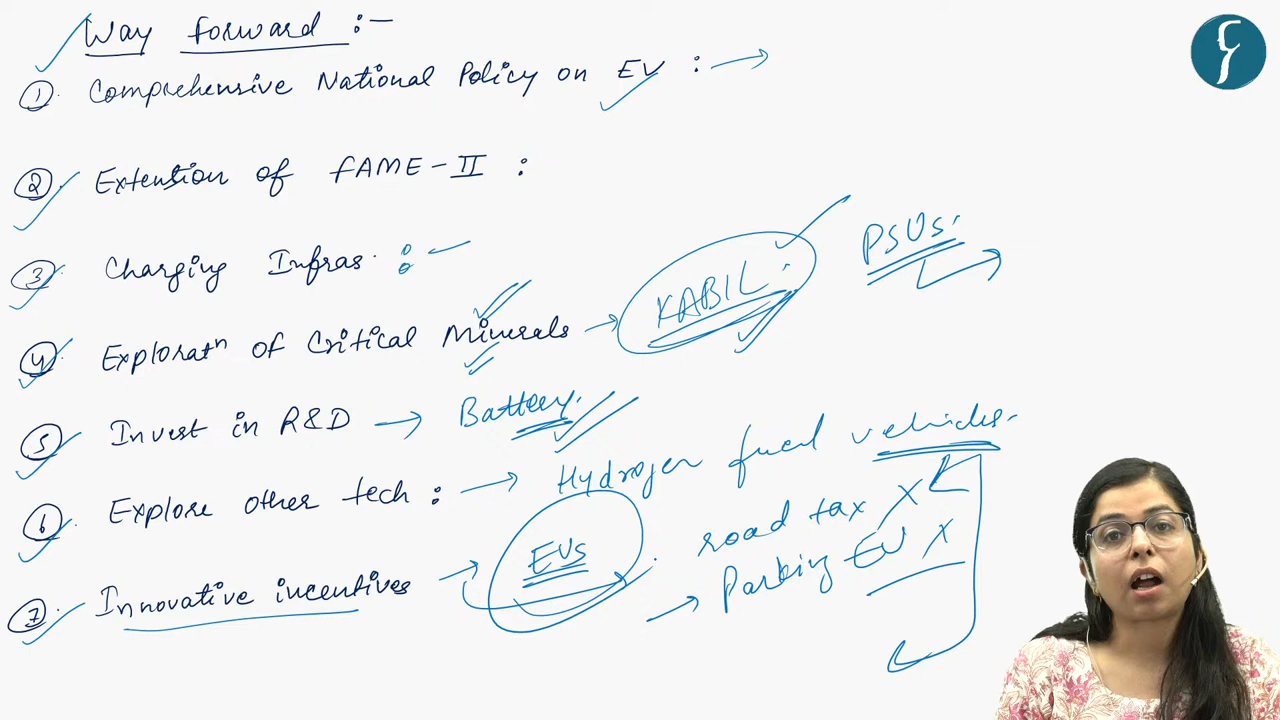 Way forward :-
① Comprehensive National Policy on EV : →
② Extention of fAME-II :
③ Charging Infras. : -
④ Exploratⁿ of Critical Minerals → KABIL. PSUs. →
⑤ Invest in R&D → Battery.
⑥ Explore other tech : → Hydrogen fuel vehicles.
⑦ Innovative incentives → EVs
road tax X
→ Parking EV X